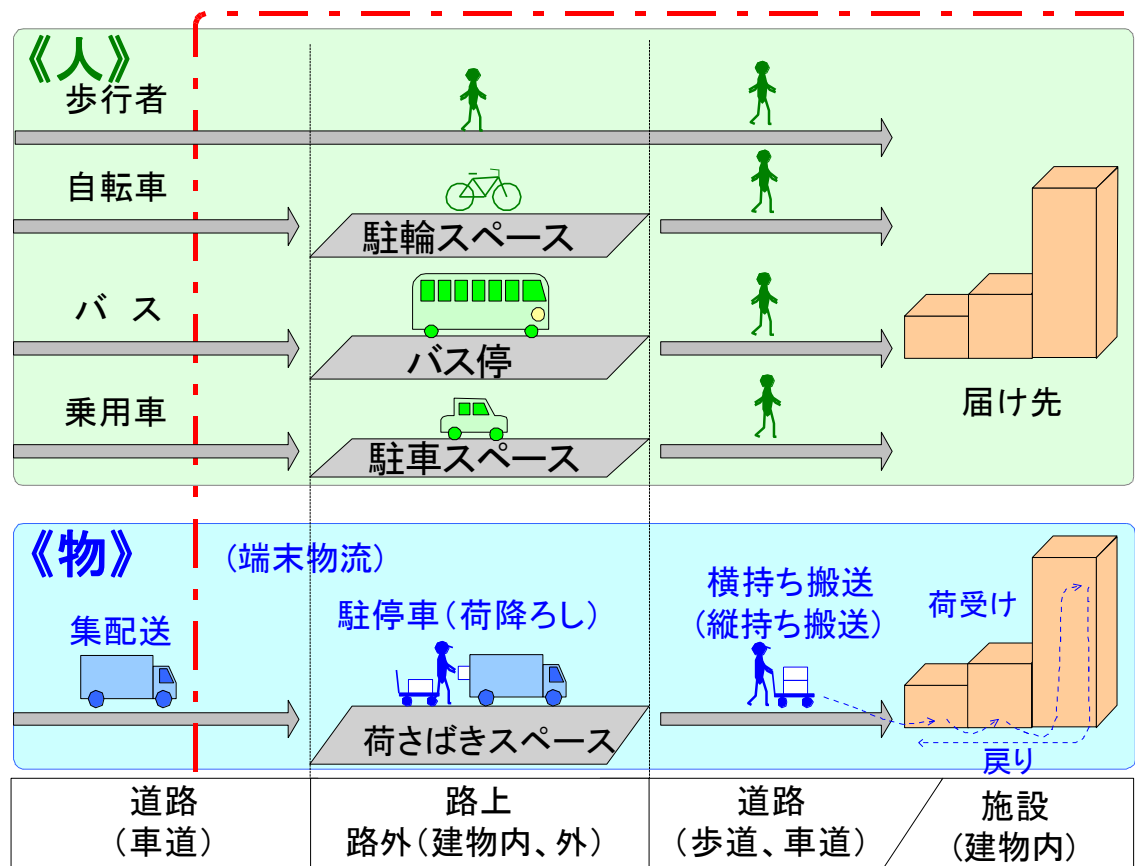 《人》
歩行者
自転車
駐輪スペース
バス
バス停
乗用車
駐車スペース
届け先
《物》
(端末物流)
集配送
駐停車(荷降ろし)
荷さばきスペース
横持ち搬送
(縦持ち搬送)
荷受け
戻り
道路
(車道)
路上
路外(建物内、外)
道路
(歩道、車道)
施設
(建物内)